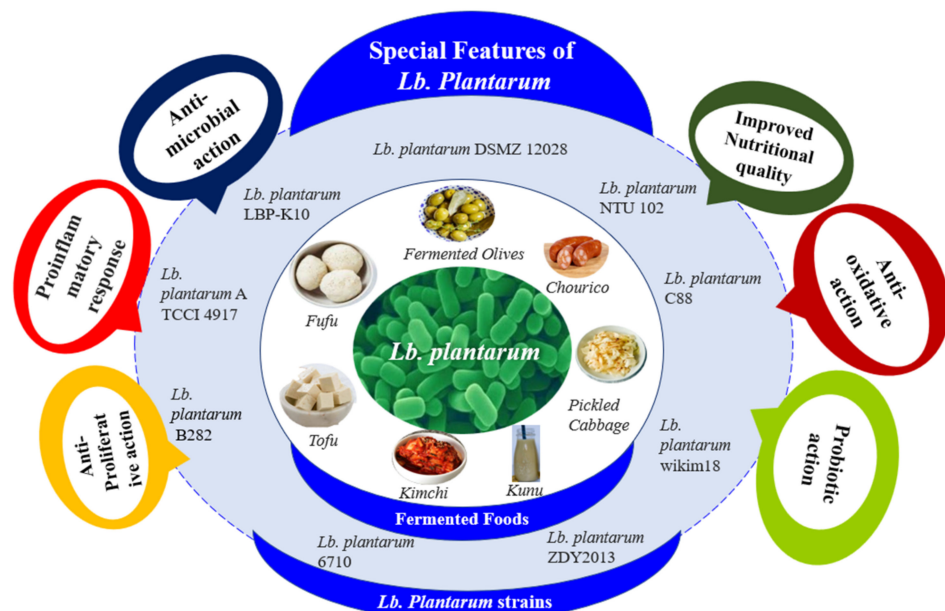 Special Features of
Lb. Plantarum
Anti-
microbial
action
Improved
Nutritional
quality
Proinflam
matory
response
Anti-
oxidative
action
Anti-
Proliferat
ive action
Probiotic
action
Lb. plantarum DSMZ 12028
Lb. plantarum
LBP-K10
Lb. plantarum
NTU 102
Lb.
plantarum A
TCCI 4917
Lb. plantarum
C88
Lb.
plantarum
B282
Lb.
plantarum
wikim18
Lb. plantarum
6710
Lb. plantarum
ZDY2013
Fermented Olives
Chourico
Fufu
Lb. plantarum
Pickled
Cabbage
Tofu
Kimchi
Kunu
Fermented Foods
Lb. Plantarum strains